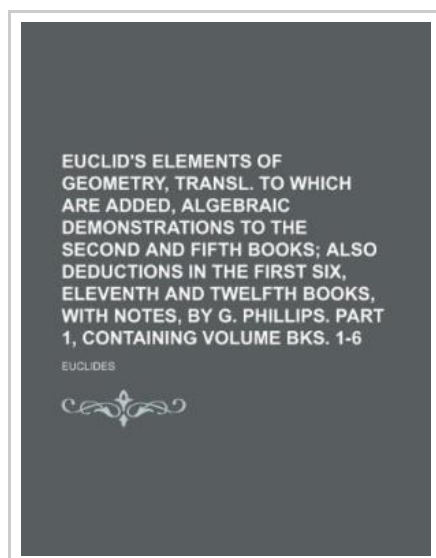 EUCLID'S ELEMENTS OF
GEOMETRY, TRANSL. TO WHICH
ARE ADDED, ALGEBRAIC
DEMONSTRATIONS TO THE
SECOND AND FIFTH BOOKS; ALSO
DEDUCTIONS IN THE FIRST SIX,
ELEVENTH AND TWELFTH BOOKS,
WITH NOTES, BY G. PHILLIPS. PART
1, CONTAINING VOLUME BKS. 1-6
EUCLIDES